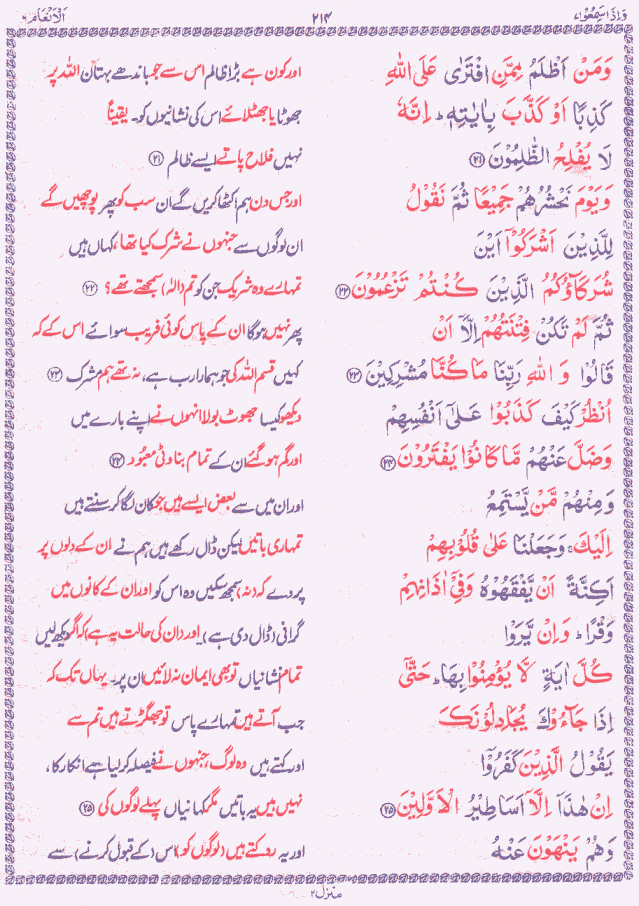 وَاِذَا سَمِعُوْا، ۲۱۴ اَلْاَنْعَامِ ۶
وَمَنْ اَظْلَمُ مِمَّنِ افْتَرٰى عَلَى اللّٰهِ اور کون ہے بڑا ظالم اس سے جو باندھے بہتان اللہ پر
كَذِبًا اَوْ كَذَّبَ بِاٰيٰتِهٖ ؕ اِنَّهٗ جھوٹا یا جھٹلائے اس کی نشانیوں کو۔ یقیناً
لَا يُفْلِحُ الظّٰلِمُوْنَ ﴿۲۱﴾ نہیں فلاح پاتے ایسے ظالم ﴿۲۱﴾
وَيَوْمَ نَحْشُرُهُمْ جَمِيْعًا ثُمَّ نَقُوْلُ اور جس دن ہم اکٹھا کریں گے ان سب کو پھر پوچھیں گے
لِلَّذِيْنَ اَشْرَكُوْۤا اَيْنَ ان لوگوں سے جنہوں نے شرک کیا تھا، کہاں ہیں
شُرَكَآؤُكُمُ الَّذِيْنَ كُنْتُمْ تَزْعُمُوْنَ ﴿۲۲﴾ تمہارے وہ شریک جن کو تم (الٰہ) سمجھتے تھے؟ ﴿۲۲﴾
ثُمَّ لَمْ تَكُنْ فِتْنَتُهُمْ اِلَّاۤ اَنْ پھر نہیں ہوگا ان کے پاس کوئی فریب سوائے اس کے کہ
قَالُوْا وَ اللّٰهِ رَبِّنَا مَا كُنَّا مُشْرِكِيْنَ ﴿۲۳﴾ کہیں قسم اللہ کی جو ہمارا رب ہے، نہ تھے ہم مشرک ﴿۲۳﴾
اُنْظُرْ كَيْفَ كَذَبُوْا عَلٰۤى اَنْفُسِهِمْ دیکھو کیسا جھوٹ بولا انہوں نے اپنے بارے میں
وَضَلَّ عَنْهُمْ مَّا كَانُوْا يَفْتَرُوْنَ ﴿۲۴﴾ اور گم ہو گئے ان کے تمام بناوٹی معبود ﴿۲۴﴾
وَمِنْهُمْ مَّنْ يَّسْتَمِعُ اور ان میں سے بعض ایسے ہیں جو کان لگا کر سنتے ہیں
اِلَيْكَ ۚ وَجَعَلْنَا عَلٰى قُلُوْبِهِمْ تمہاری باتیں لیکن ڈال رکھے ہیں ہم نے ان کے دلوں پر
اَكِنَّةً اَنْ يَّفْقَهُوْهُ وَفِيْۤ اٰذَانِهِمْ پردے کہ (نہ) سمجھ سکیں وہ اس کو اور ان کے کانوں میں
وَقْرًا ؕ وَاِنْ يَّرَوْا گرانی (ڈال دی ہے)۔ اور ان کی حالت یہ ہے کہ اگر دیکھ لیں
كُلَّ اٰيَةٍ لَّا يُؤْمِنُوْا بِهَا ؕ حَتّٰۤى تمام نشانیاں تو بھی ایمان نہ لائیں ان پر۔ یہاں تک کہ
اِذَا جَآءُوْكَ يُجَادِلُوْنَكَ جب آتے ہیں تمہارے پاس تو جھگڑتے ہیں تم سے
يَقُوْلُ الَّذِيْنَ كَفَرُوْۤا اور کہتے ہیں وہ لوگ جنہوں نے فیصلہ کر لیا ہے انکار کا،
اِنْ هٰذَاۤ اِلَّاۤ اَسَاطِيْرُ الْاَوَّلِيْنَ ﴿۲۵﴾ نہیں ہیں یہ باتیں مگر کہانیاں پہلے لوگوں کی ﴿۲۵﴾
وَهُمْ يَنْهَوْنَ عَنْهُ اور یہ روکتے ہیں (لوگوں کو) اس (کے قبول کرنے) سے
منزل ۲